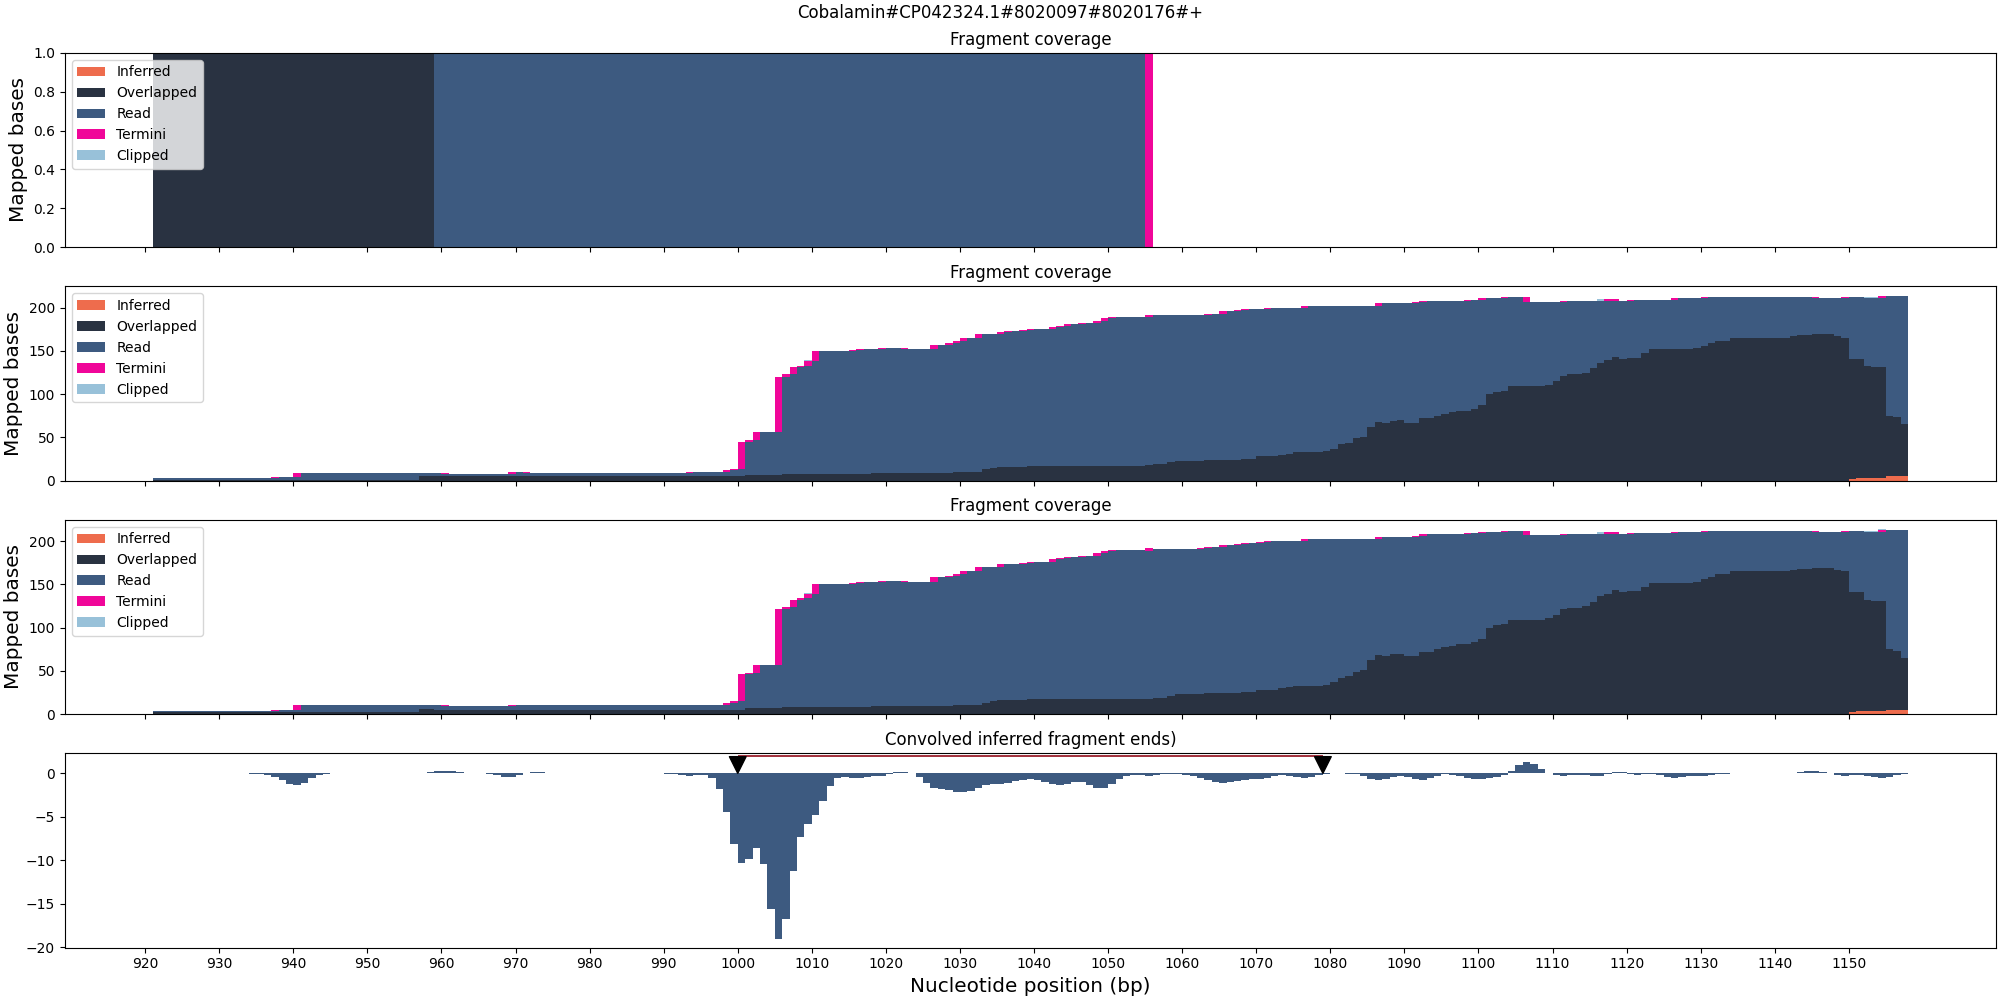 Cobalamin#CP042324.1#8020097#8020176#+
Fragment coverage
Mapped bases
1.0
0.8
0.6
0.4
0.2
0.0
Inferred
Overlapped
Read
Termini
Clipped
Fragment coverage
Mapped bases
200
150
100
50
0
Inferred
Overlapped
Read
Termini
Clipped
Fragment coverage
Mapped bases
200
150
100
50
0
Inferred
Overlapped
Read
Termini
Clipped
Convolved inferred fragment ends)
0
−5
−10
−15
−20
920 930 940 950 960 970 980 990 1000 1010 1020 1030 1040 1050 1060 1070 1080 1090 1100 1110 1120 1130 1140 1150
Nucleotide position (bp)